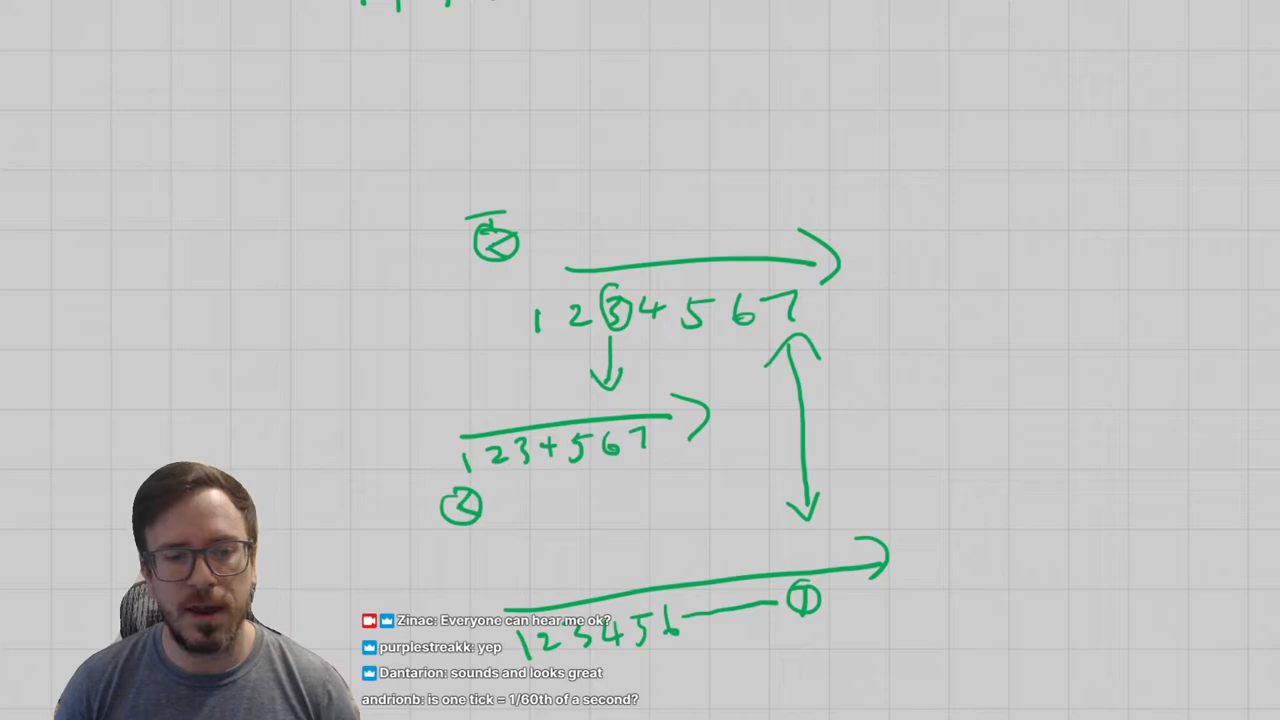 1 2 3 4 5 6 7
1 2 3 4 5 6 7
1 2 3 4 5 6
Zinac: Everyone can hear me ok?
purplestreakk: yep
Dantarion: sounds and looks great
andrionb: is one tick = 1/60th of a second?